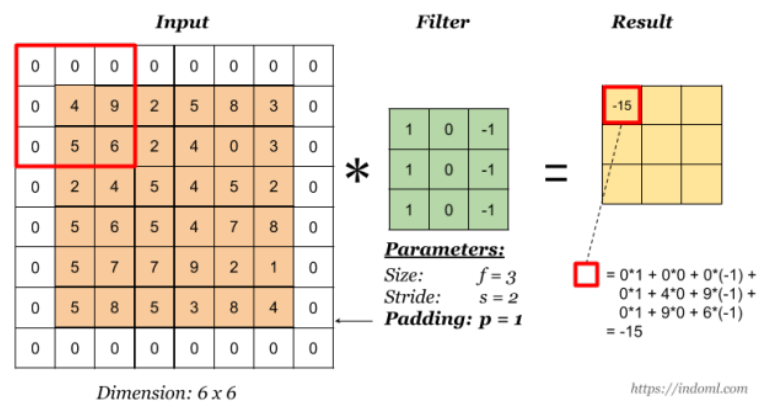 Input Filter Result
0 0 0 0 0 0 0 0
0 4 9 2 5 8 3 0
0 5 6 2 4 0 3 0
0 2 4 5 4 5 2 0
0 5 6 5 4 7 8 0
0 5 7 7 9 2 1 0
0 5 8 5 3 8 4 0
0 0 0 0 0 0 0 0
Dimension: 6 x 6
*
1 0 -1
1 0 -1
1 0 -1
Parameters:
Size: f = 3
Stride: s = 2
Padding: p = 1
=
-15
= 0*1 + 0*0 + 0*(-1) +
0*1 + 4*0 + 9*(-1) +
0*1 + 9*0 + 6*(-1)
= -15
https://indoml.com